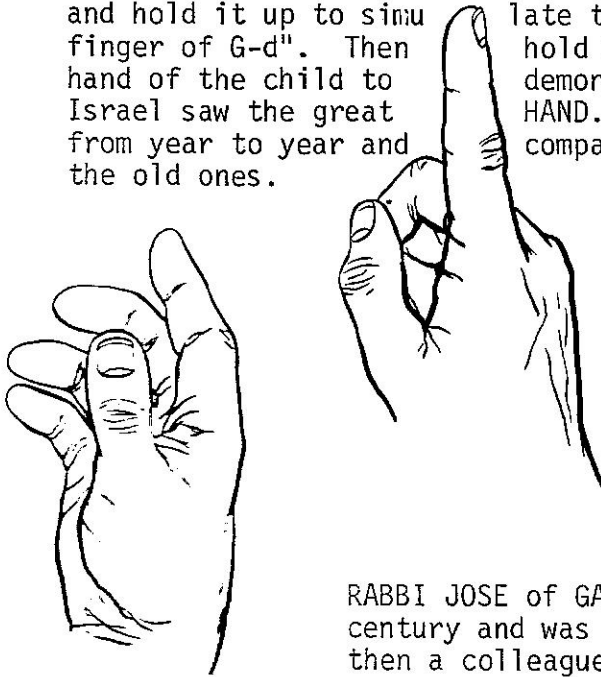 and hold it up to simu late t
finger of G-d". Then hold
hand of the child to demor
Israel saw the great HAND.
from year to year and compa
the old ones.
RABBI JOSE of GA
century and was
then a colleague